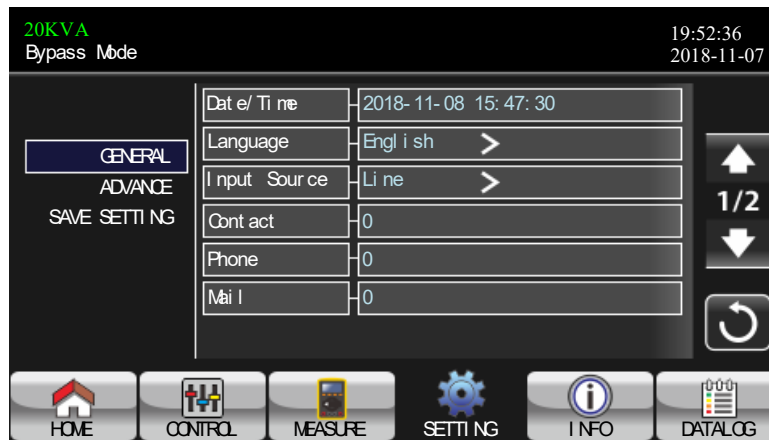 20KVA
Bypass Mode
19:52:36
2018-11-07
GENERAL
ADVANCE
SAVE SETTING
Date/Time 2018-11-08 15:47:30
Language English >
Input Source Line >
Contact 0
Phone 0
Mail 0
1/2
HOME CONTROL MEASURE SETTING INFO DATALOG